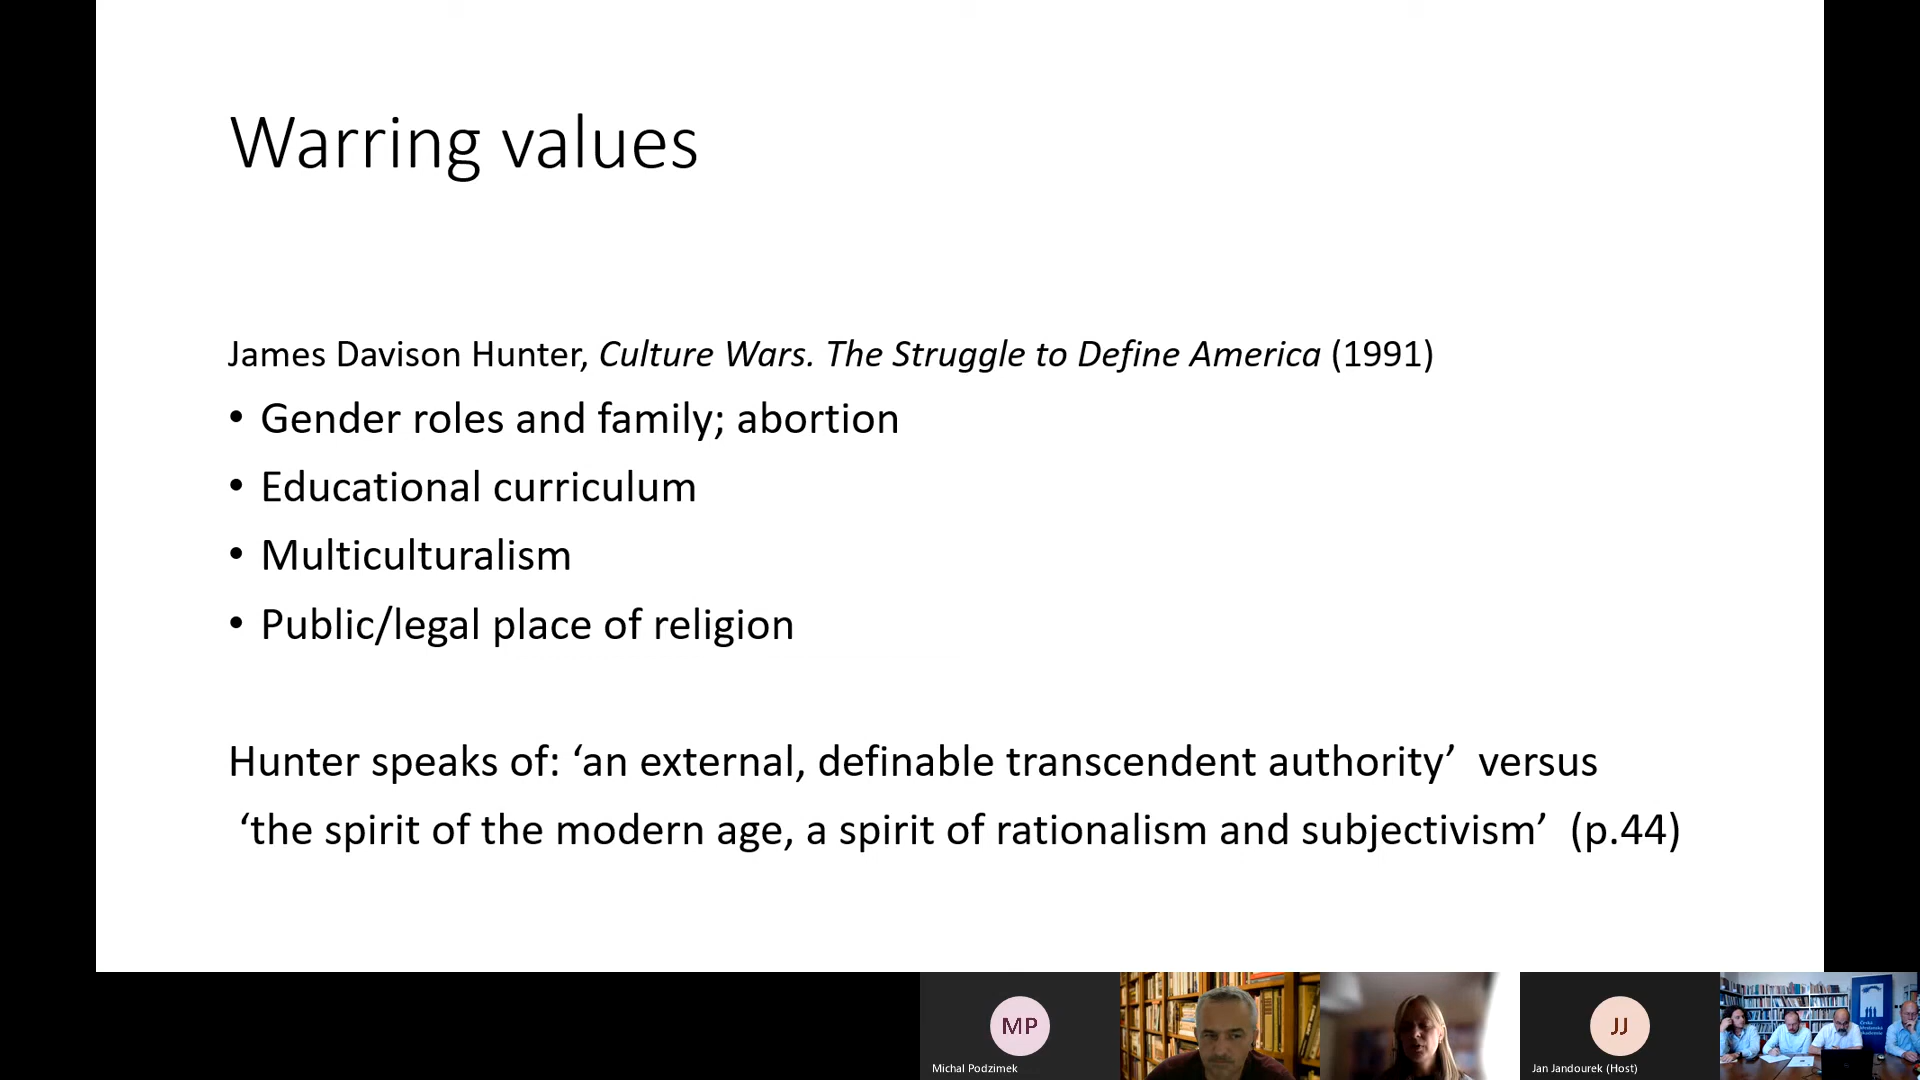 Warring values
James Davison Hunter, Culture Wars. The Struggle to Define America (1991)
• Gender roles and family; abortion
• Educational curriculum
• Multiculturalism
• Public/legal place of religion
Hunter speaks of: ‘an external, definable transcendent authority’  versus
‘the spirit of the modern age, a spirit of rationalism and subjectivism’  (p.44)
MP
JJ
Michal Podzimek
Jan Jandourek (Host)